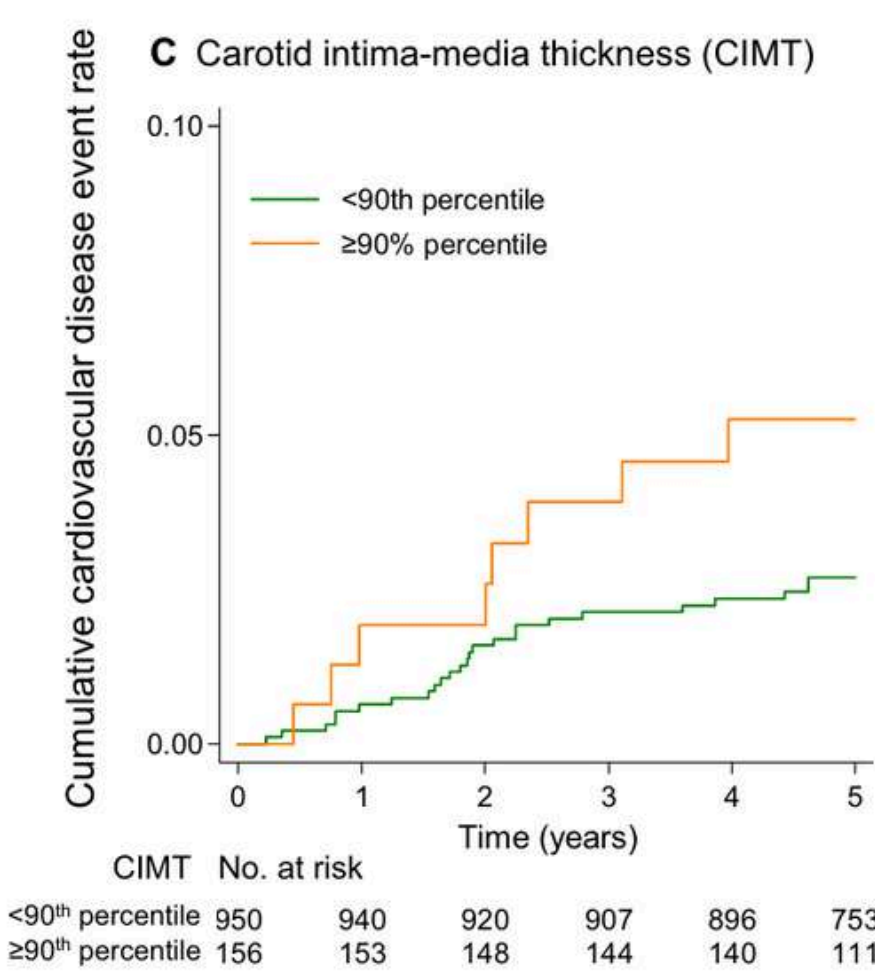 C Carotid intima-media thickness (CIMT)
Cumulative cardiovascular disease event rate
0.10
<90th percentile
≥90% percentile
0.05
0.00
0 1 2 3 4 5
Time (years)
CIMT No. at risk
<90th percentile 950 940 920 907 896 753
≥90th percentile 156 153 148 144 140 111